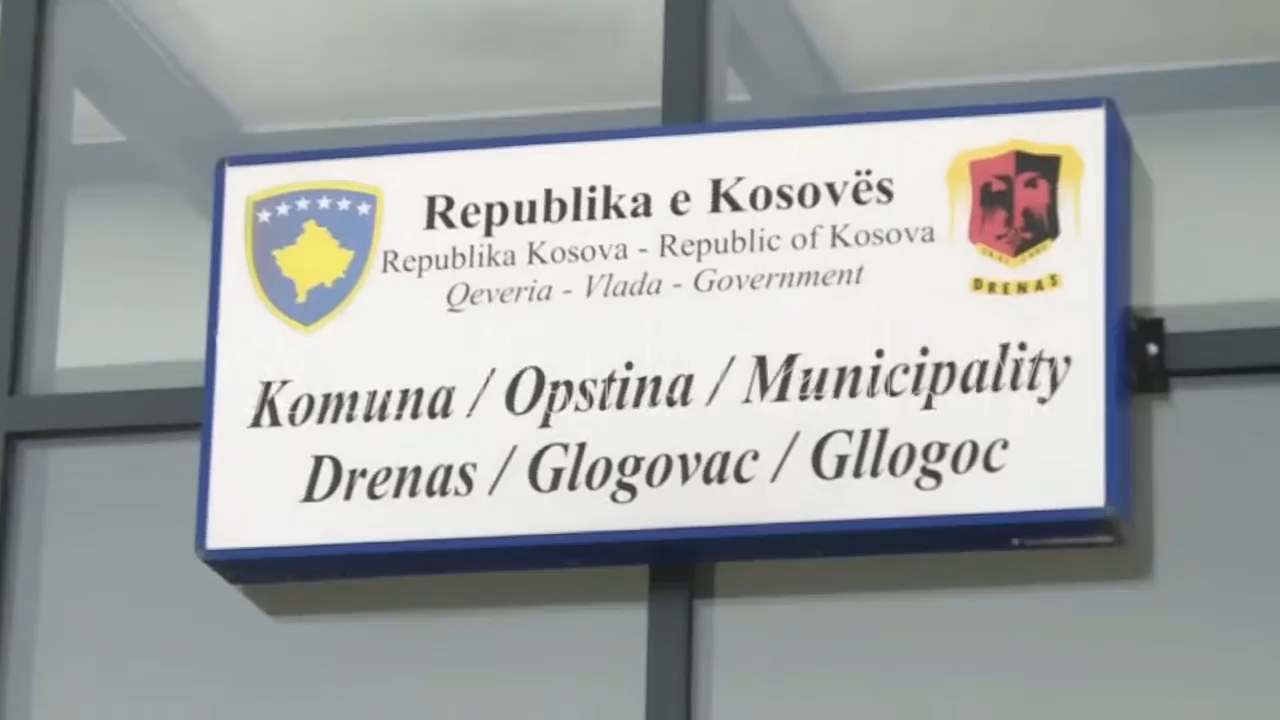 Republika e Kosovës
Republika Kosova - Republic of Kosova
Qeveria - Vlada - Government
DRENAS
Komuna / Opstina / Municipality
Drenas / Glogovac / Gllogoc